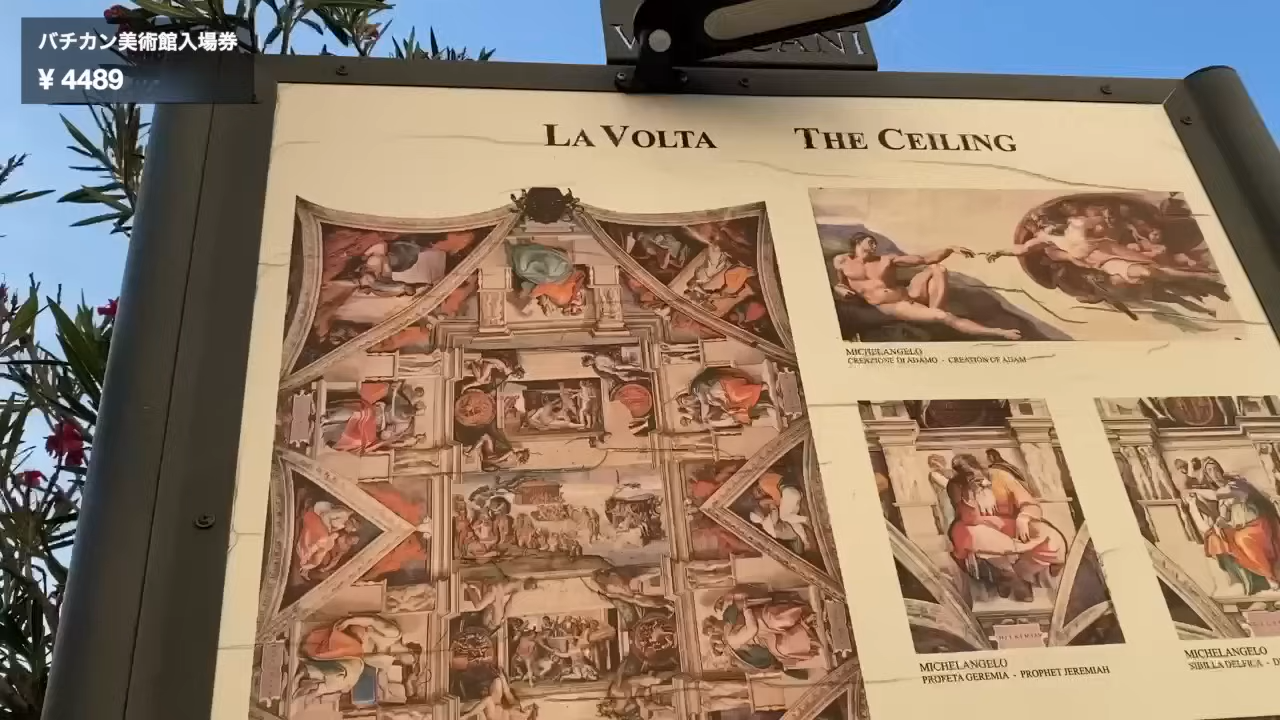 バチカン美術館入場券
¥ 4489
LA VOLTA THE CEILING
MICHELANGELO
CREAZIONE DI ADAMO - CREATION OF ADAM
MICHELANGELO
PROFETA GEREMIA - PROPHET JEREMIAH
MICHELANGELO
SIBILLA DELFICA -